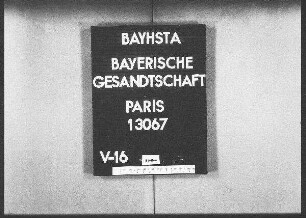 BAYHSTA
BAYERISCHE
GESANDTSCHAFT
PARIS
13067
V-16